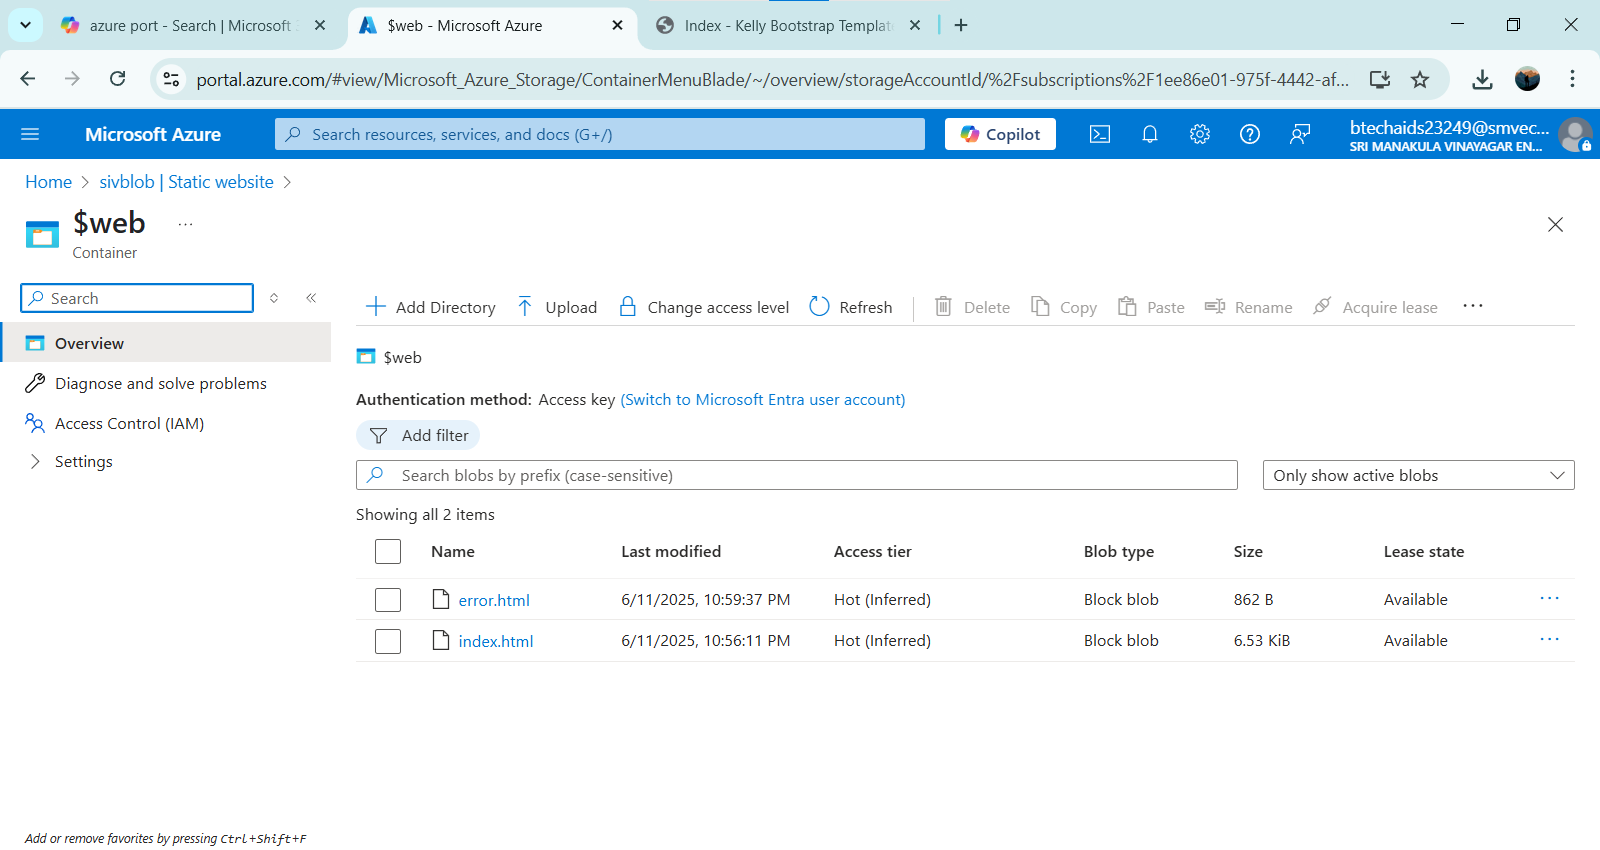 azure port - Search | Microsoft
$web - Microsoft Azure
Index - Kelly Bootstrap Template
portal.azure.com/#view/Microsoft_Azure_Storage/ContainerMenuBlade/~/overview/storageAccountId/%2Fsubscriptions%2F1ee86e01-975f-4442-af...
Microsoft Azure
Search resources, services, and docs (G+/)
Copilot
btechaids23249@smvec...
SRI MANAKULA VINAYAGAR EN...
Home > sivblob | Static website >
$web ...
Container
Search
Add Directory Upload Change access level Refresh Delete Copy Paste Rename Acquire lease ...
Overview
Diagnose and solve problems
Access Control (IAM)
Settings
$web
Authentication method: Access key (Switch to Microsoft Entra user account)
Add filter
Search blobs by prefix (case-sensitive)
Only show active blobs
Showing all 2 items
Name Last modified Access tier Blob type Size Lease state
error.html 6/11/2025, 10:59:37 PM Hot (Inferred) Block blob 862 B Available ...
index.html 6/11/2025, 10:56:11 PM Hot (Inferred) Block blob 6.53 KiB Available ...
Add or remove favorites by pressing Ctrl+Shift+F